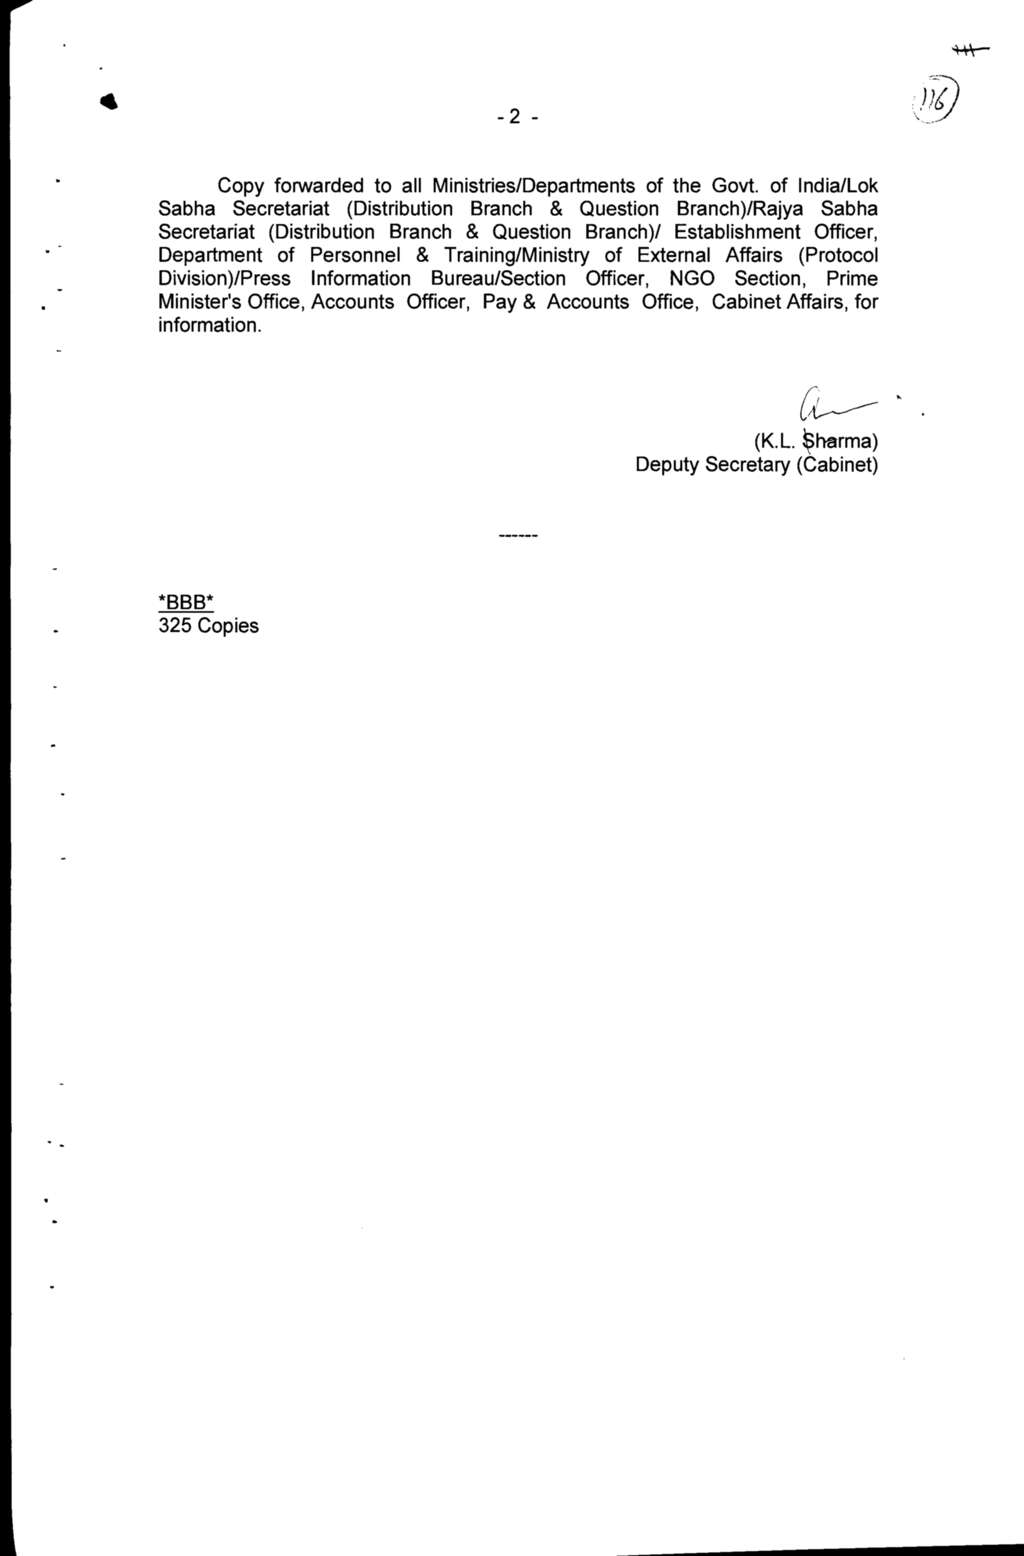 116
- 2 -
Copy forwarded to all Ministries/Departments of the Govt. of India/Lok
Sabha Secretariat (Distribution Branch & Question Branch)/Rajya Sabha
Secretariat (Distribution Branch & Question Branch)/ Establishment Officer,
Department of Personnel & Training/Ministry of External Affairs (Protocol
Division)/Press Information Bureau/Section Officer, NGO Section, Prime
Minister's Office, Accounts Officer, Pay & Accounts Office, Cabinet Affairs, for
information.
(K.L. Sharma)
Deputy Secretary (Cabinet)
------
*BBB*
325 Copies